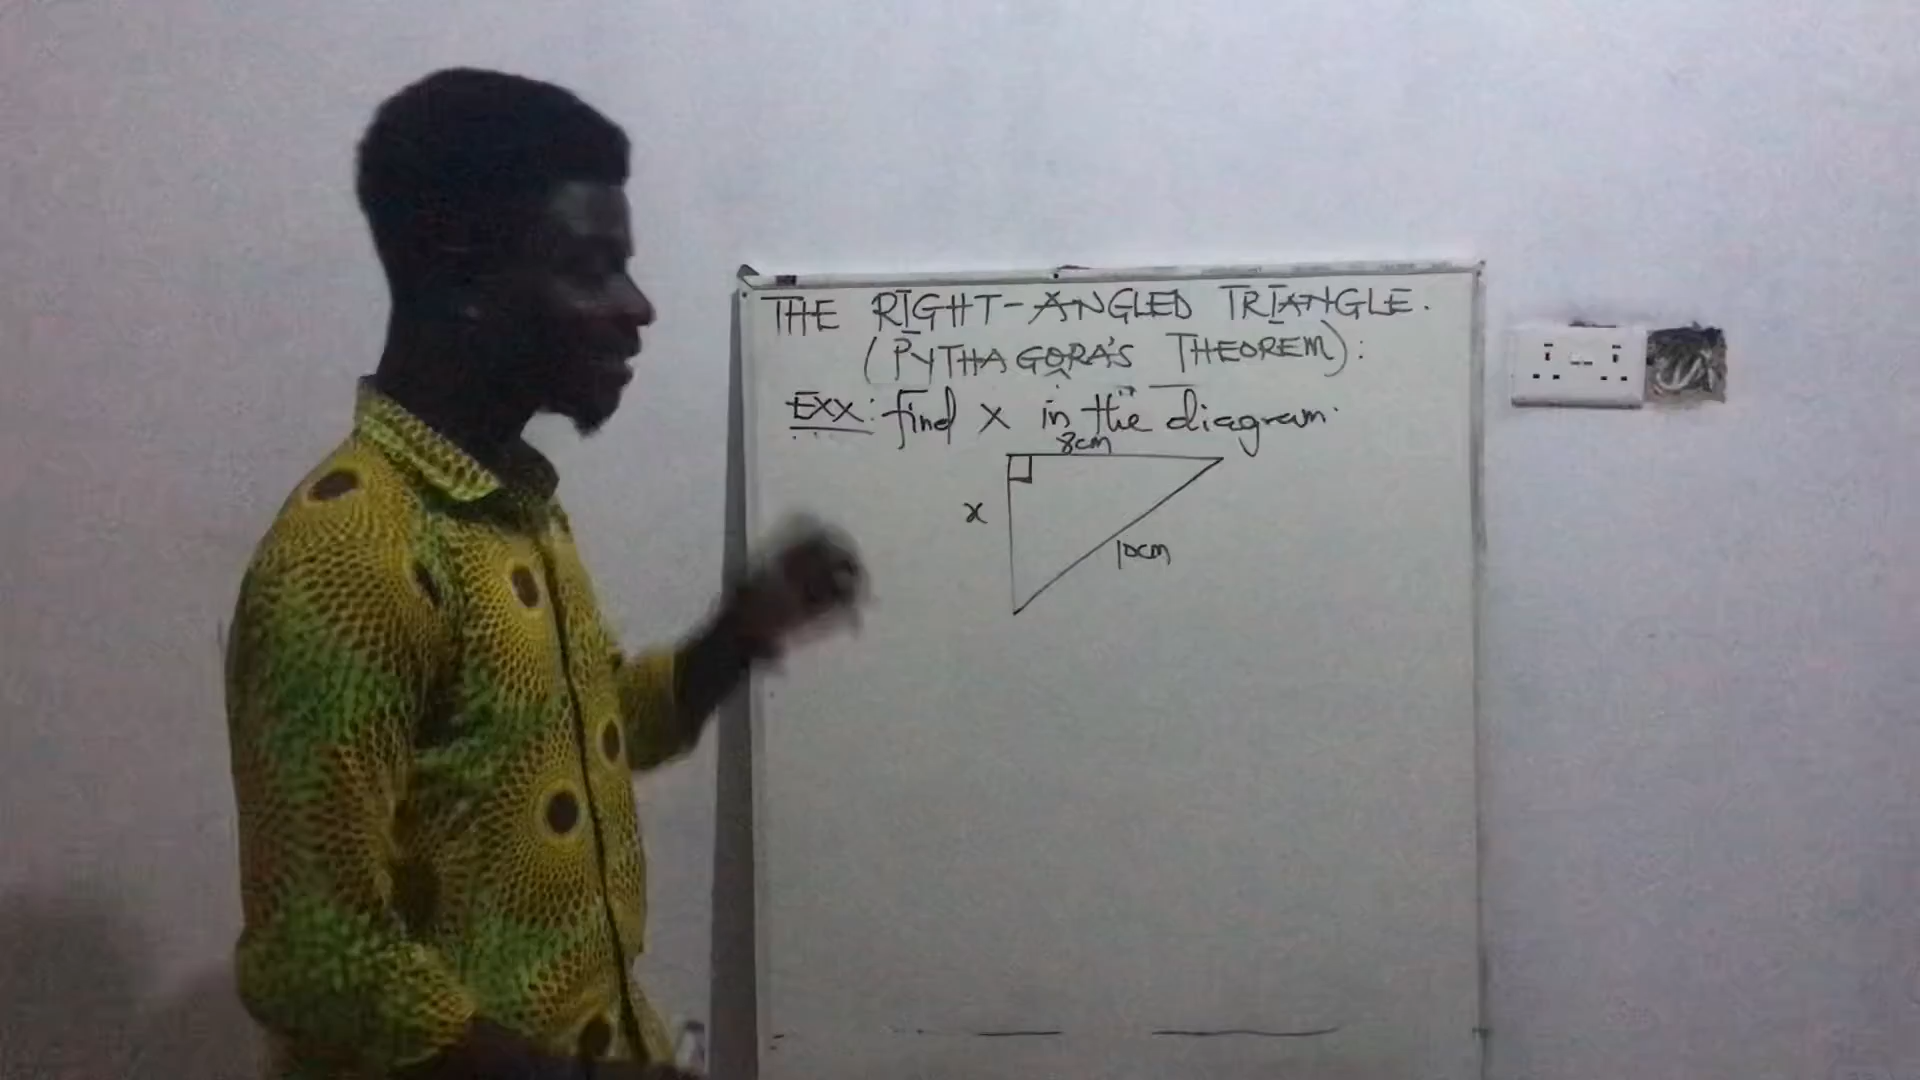 THE RIGHT-ANGLED TRIANGLE.
(PYTHAGORA'S THEOREM):
EXX: find x in the diagram.
8cm
x
10cm